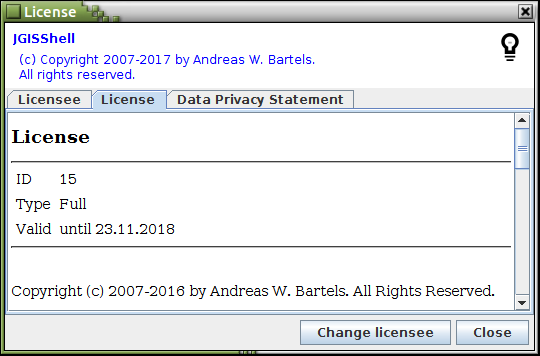 License
JGISShell
(c) Copyright 2007-2017 by Andreas W. Bartels.
All rights reserved.
Licensee License Data Privacy Statement
License
ID 15
Type Full
Valid until 23.11.2018
Copyright (c) 2007-2016 by Andreas W. Bartels. All Rights Reserved.
Change licensee Close